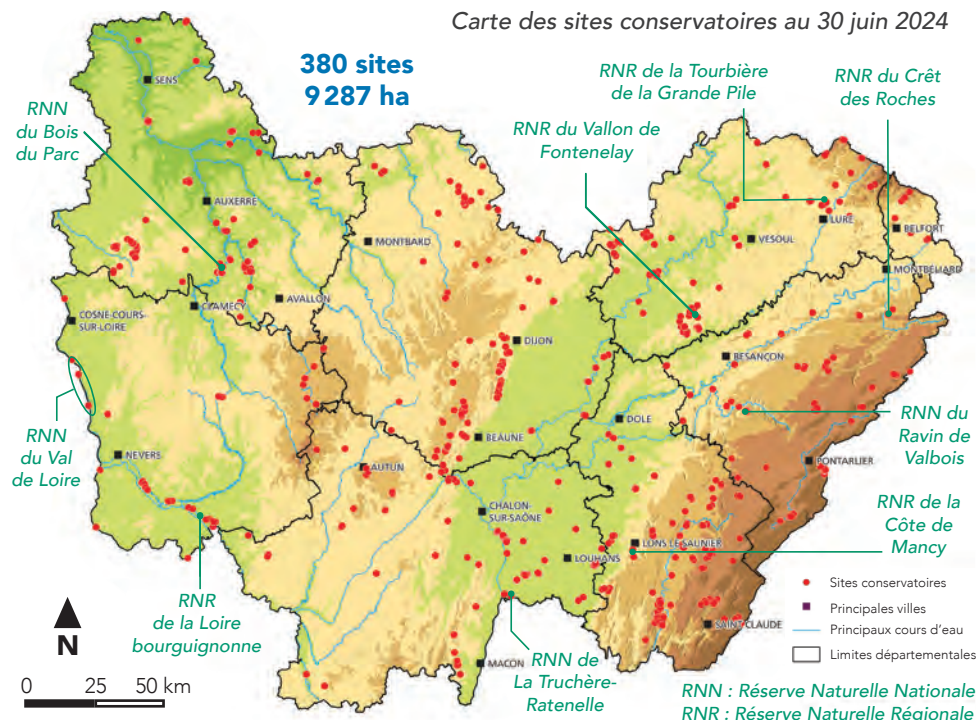 Carte des sites conservatoires au 30 juin 2024
380 sites
9 287 ha
RNR de la Tourbière
de la Grande Pile
RNR du Crêt
des Roches
RNN
du Bois
du Parc
RNR du Vallon de
Fontenelay
SENS
AUXERRE
MONTBARD
VESOUL
LURE
BELFORT
MONTBÉLIARD
CLAMECY
AVALLON
COSNE-COURS-
SUR-LOIRE
DIJON
BESANÇON
DOLE
BEAUNE
RNN
du Val
de Loire
NEVERS
AUTUN
RNN du
Ravin de
Valbois
PONTARLIER
CHALON-
SUR-SAÔNE
LOUHANS
LONS LE SAUNIER
RNR de la
Côte de
Mancy
SAINT CLAUDE
MACON
RNR
de la Loire
bourguignonne
RNN de
La Truchère-
Ratenelle
N
0 25 50 km
Sites conservatoires
Principales villes
Principaux cours d'eau
Limites départementales
RNN : Réserve Naturelle Nationale
RNR : Réserve Naturelle Régionale